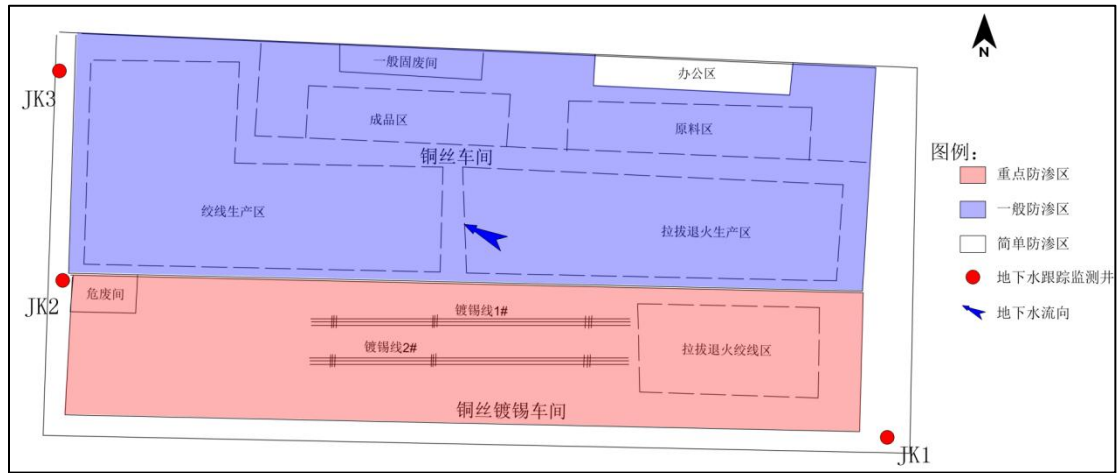 N
一般固废间
办公区
JK3
成品区
原料区
铜丝车间
图例：
重点防渗区
绞线生产区
一般防渗区
拉拔退火生产区
简单防渗区
地下水跟踪监测井
JK2
危废间
镀锡线1#
地下水流向
镀锡线2#
拉拔退火绞线区
铜丝镀锡车间
JK1